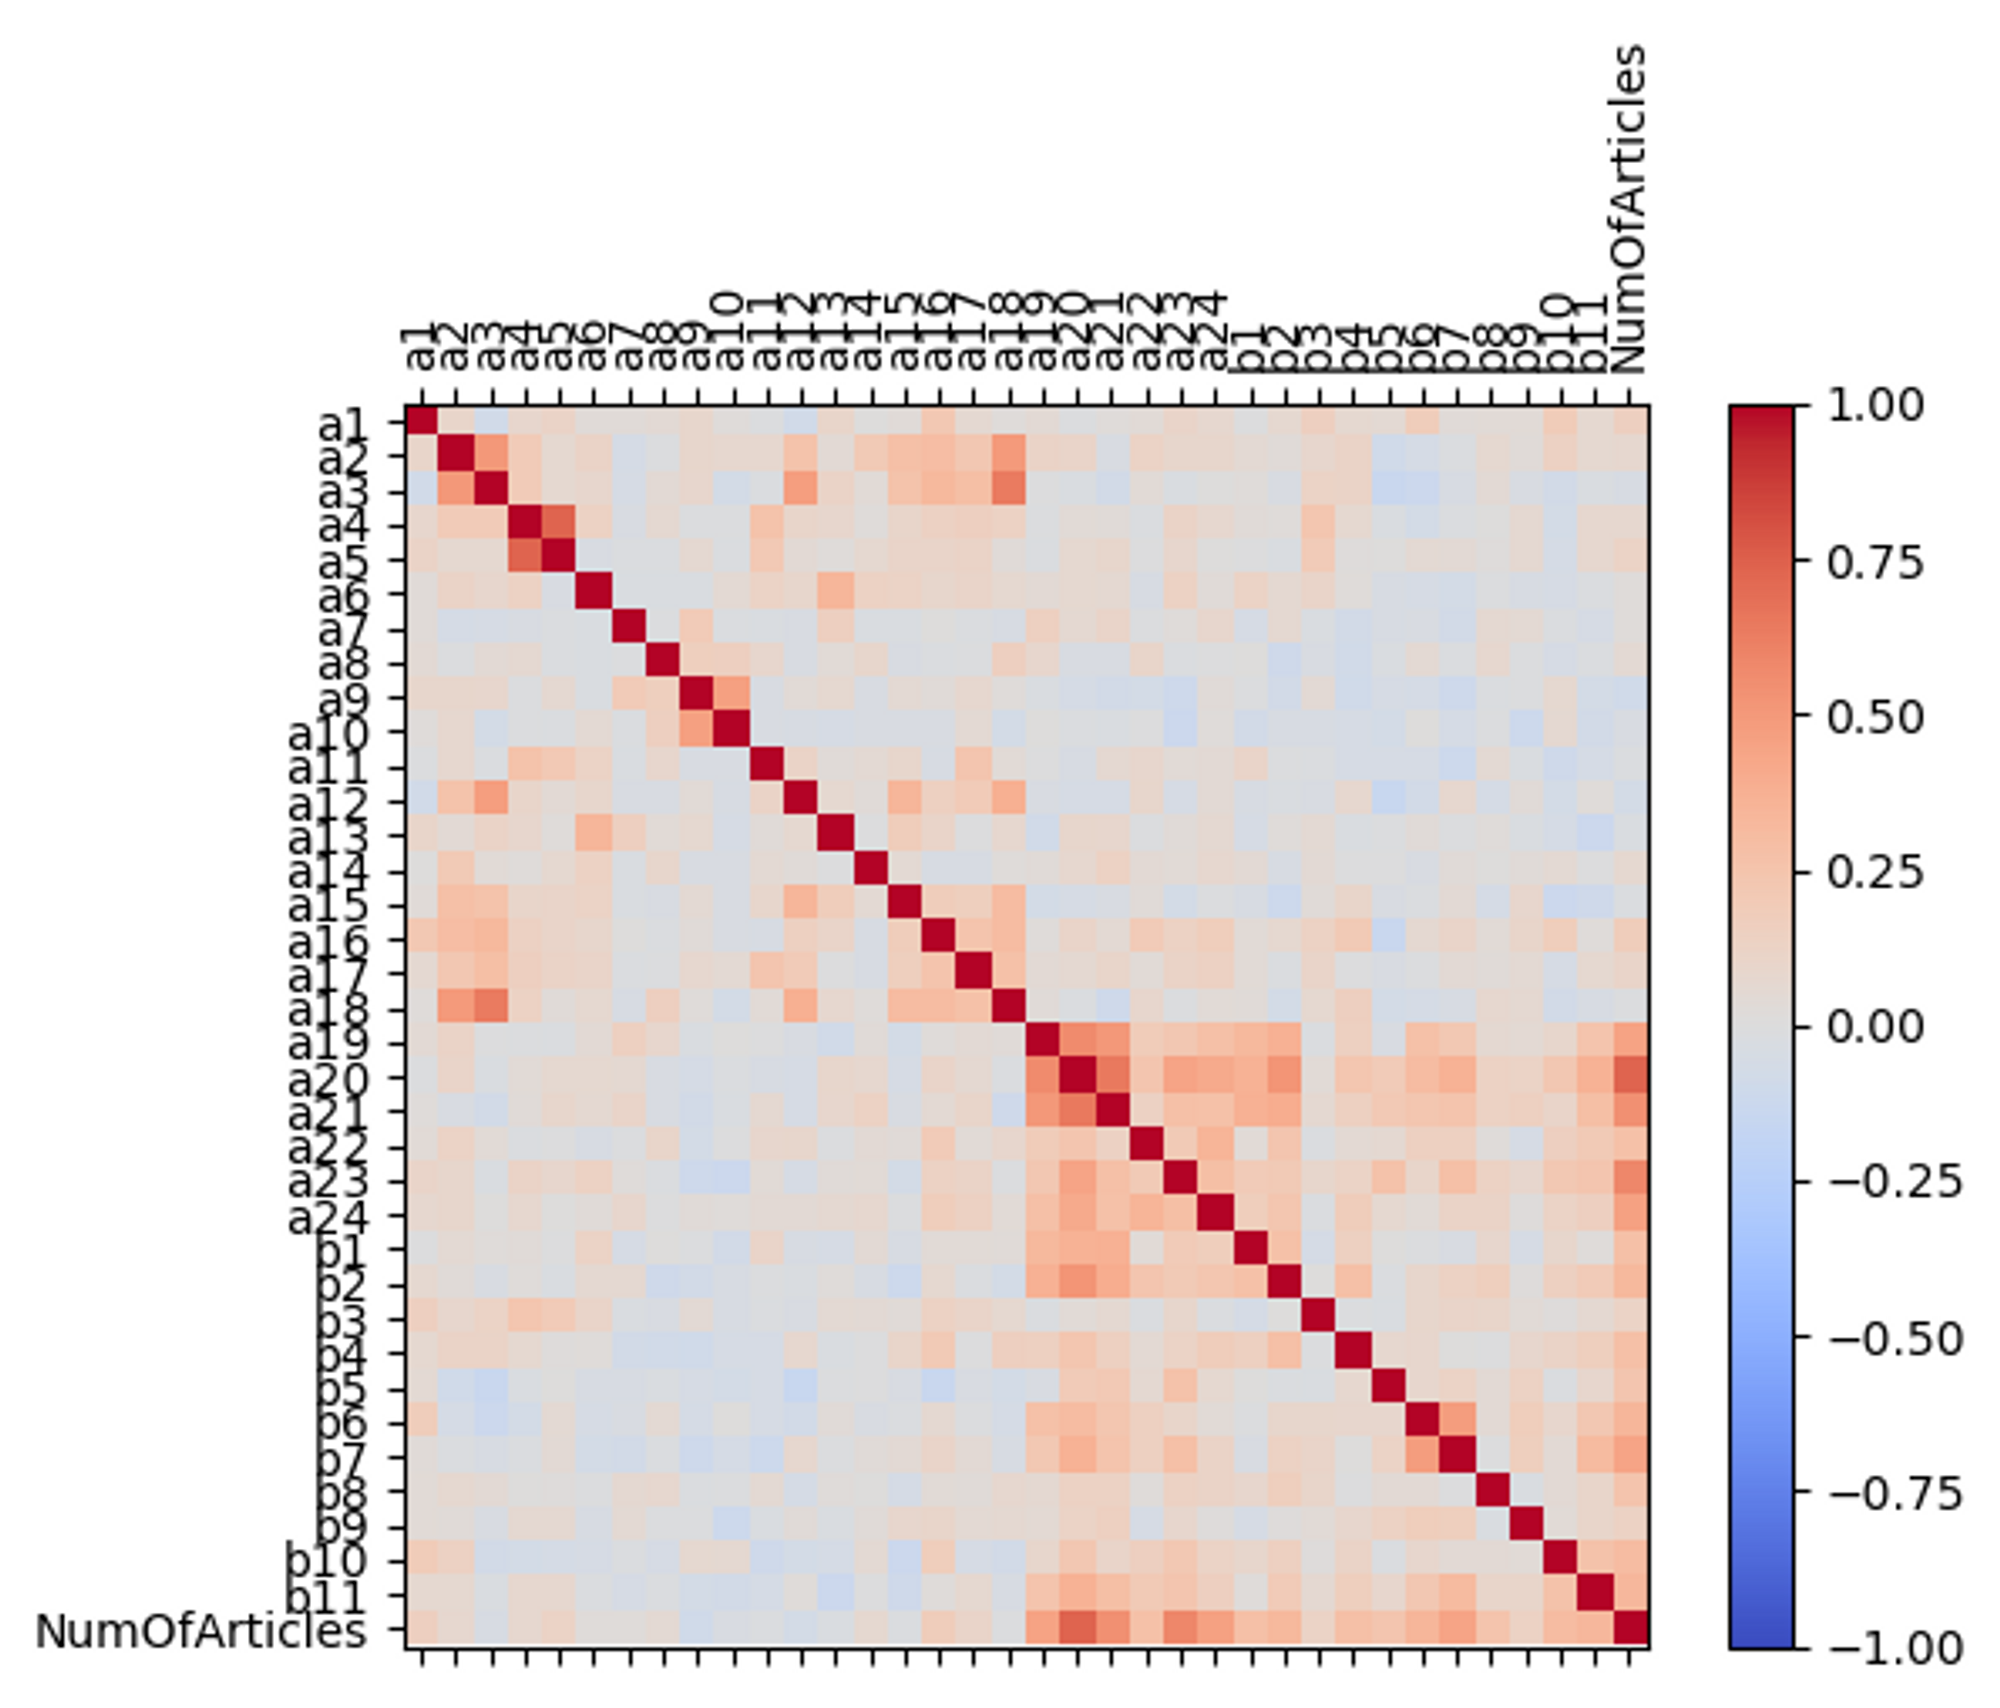 NumOfArticles
a1 a2 a3 a4 a5 a6 a7 a8 a9 a10 a11 a12 a13 a14 a15 a16 a17 a18 a19 a20 a21 a22 a23 a24 b1 b2 b3 b4 b5 b6 b7 b8 b9 b10 b11
a1
a2
a3
a4
a5
a6
a7
a8
a9
a10
a11
a12
a13
a14
a15
a16
a17
a18
a19
a20
a21
a22
a23
a24
b1
b2
b3
b4
b5
b6
b7
b8
b9
b10
b11
NumOfArticles
1.00
0.75
0.50
0.25
0.00
−0.25
−0.50
−0.75
−1.00